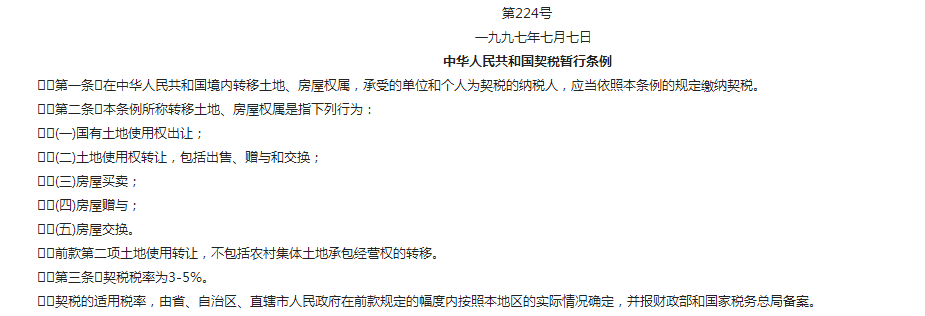 第224号
一九九七年七月七日
中华人民共和国契税暂行条例
第一条 在中华人民共和国境内转移土地、房屋权属，承受的单位和个人为契税的纳税人，应当依照本条例的规定缴纳契税。
第二条 本条例所称转移土地、房屋权属是指下列行为：
(一)国有土地使用权出让；
(二)土地使用权转让，包括出售、赠与和交换；
(三)房屋买卖；
(四)房屋赠与；
(五)房屋交换。
前款第二项土地使用转让，不包括农村集体土地承包经营权的转移。
第三条 契税税率为3-5%。
契税的适用税率，由省、自治区、直辖市人民政府在前款规定的幅度内按照本地区的实际情况确定，并报财政部和国家税务总局备案。